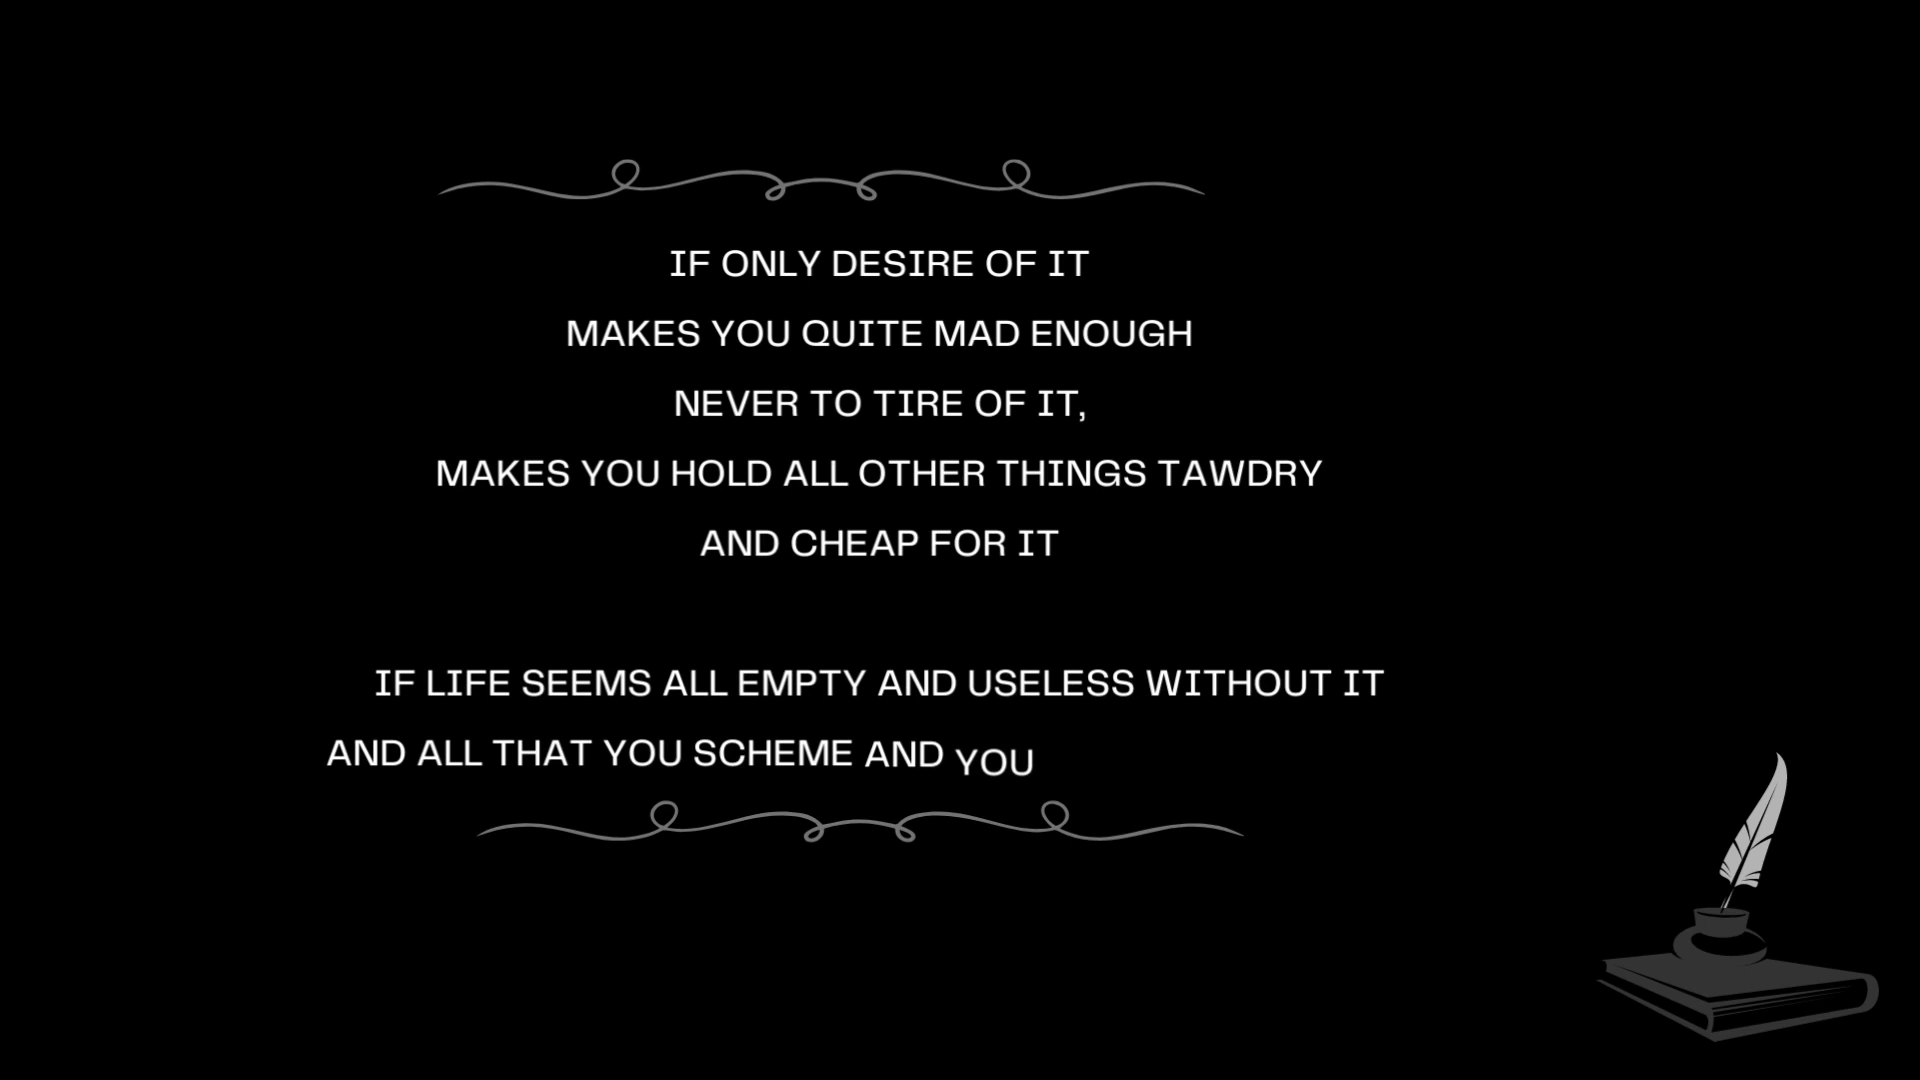 IF ONLY DESIRE OF IT
MAKES YOU QUITE MAD ENOUGH
NEVER TO TIRE OF IT,
MAKES YOU HOLD ALL OTHER THINGS TAWDRY
AND CHEAP FOR IT
IF LIFE SEEMS ALL EMPTY AND USELESS WITHOUT IT
AND ALL THAT YOU SCHEME AND YOU